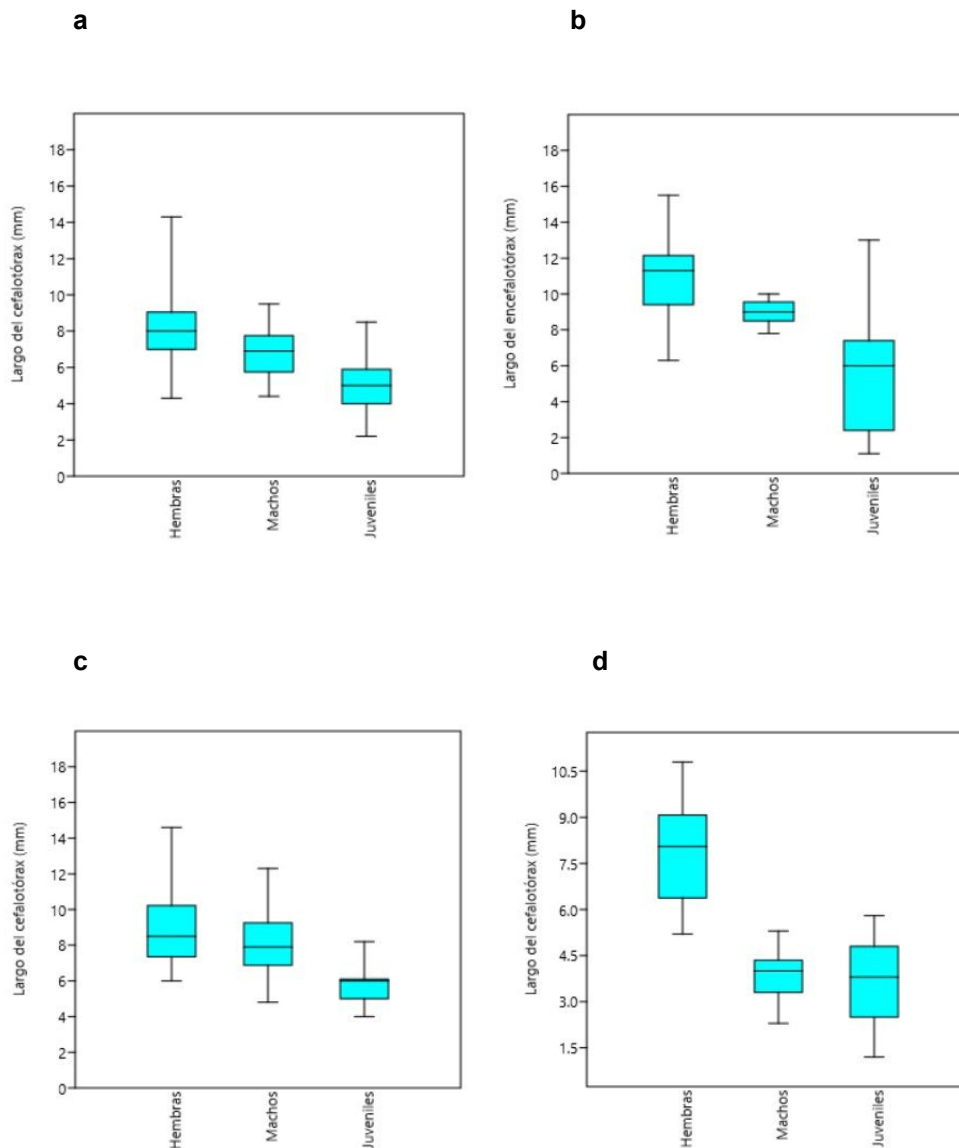 a
b
Largo del cefalotórax (mm)
18
16
14
12
10
8
6
4
2
0
Hembras
Machos
Juveniles
Largo del encefalotórax (mm)
18
16
14
12
10
8
6
4
2
0
Hembras
Machos
Juveniles
c
d
Largo del cefalotórax (mm)
18
16
14
12
10
8
6
4
2
0
Hembras
Machos
Juveniles
Largo del cefalotórax (mm)
10.5
9.0
7.5
6.0
4.5
3.0
1.5
Hembras
Machos
Juveniles